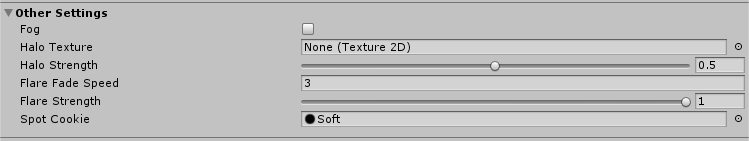 Other Settings
Fog
Halo Texture None (Texture 2D)
Halo Strength 0.5
Flare Fade Speed 3
Flare Strength 1
Spot Cookie Soft